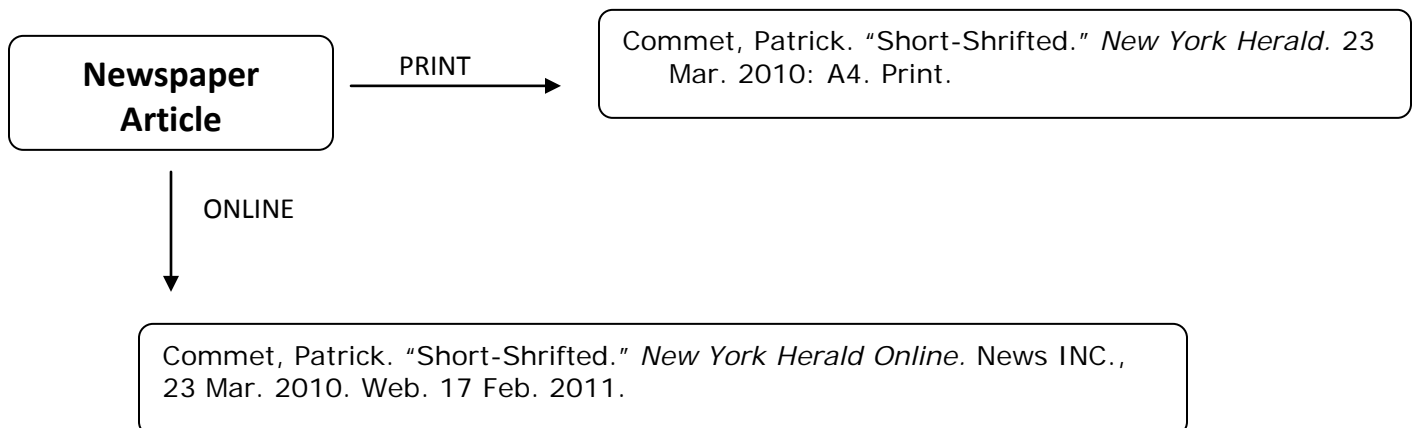 Newspaper
Article
PRINT
Commet, Patrick. “Short-Shrifted.” New York Herald. 23
Mar. 2010: A4. Print.
ONLINE
Commet, Patrick. “Short-Shrifted.” New York Herald Online. News INC.,
23 Mar. 2010. Web. 17 Feb. 2011.